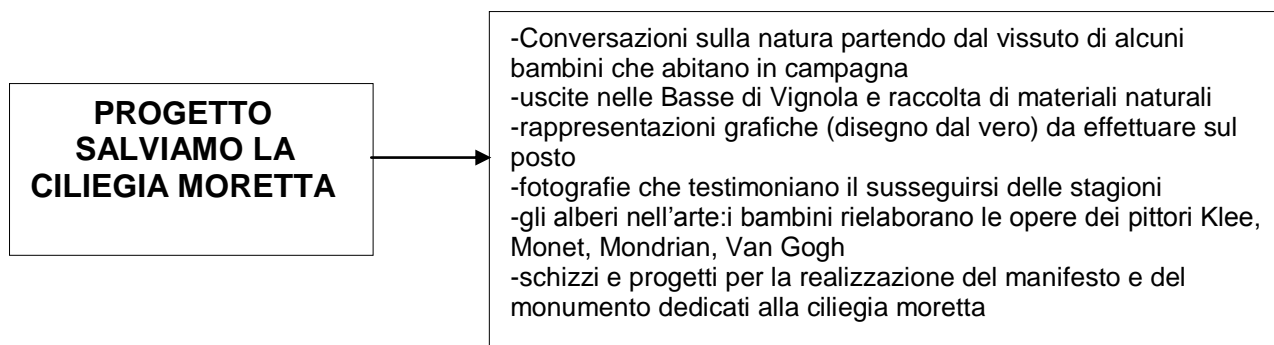 PROGETTO
SALVIAMO LA
CILIEGIA MORETTA
-Conversazioni sulla natura partendo dal vissuto di alcuni
bambini che abitano in campagna
-uscite nelle Basse di Vignola e raccolta di materiali naturali
-rappresentazioni grafiche (disegno dal vero) da effettuare sul
posto
-fotografie che testimoniano il susseguirsi delle stagioni
-gli alberi nell'arte:i bambini rielaborano le opere dei pittori Klee,
Monet, Mondrian, Van Gogh
-schizzi e progetti per la realizzazione del manifesto e del
monumento dedicati alla ciliegia moretta